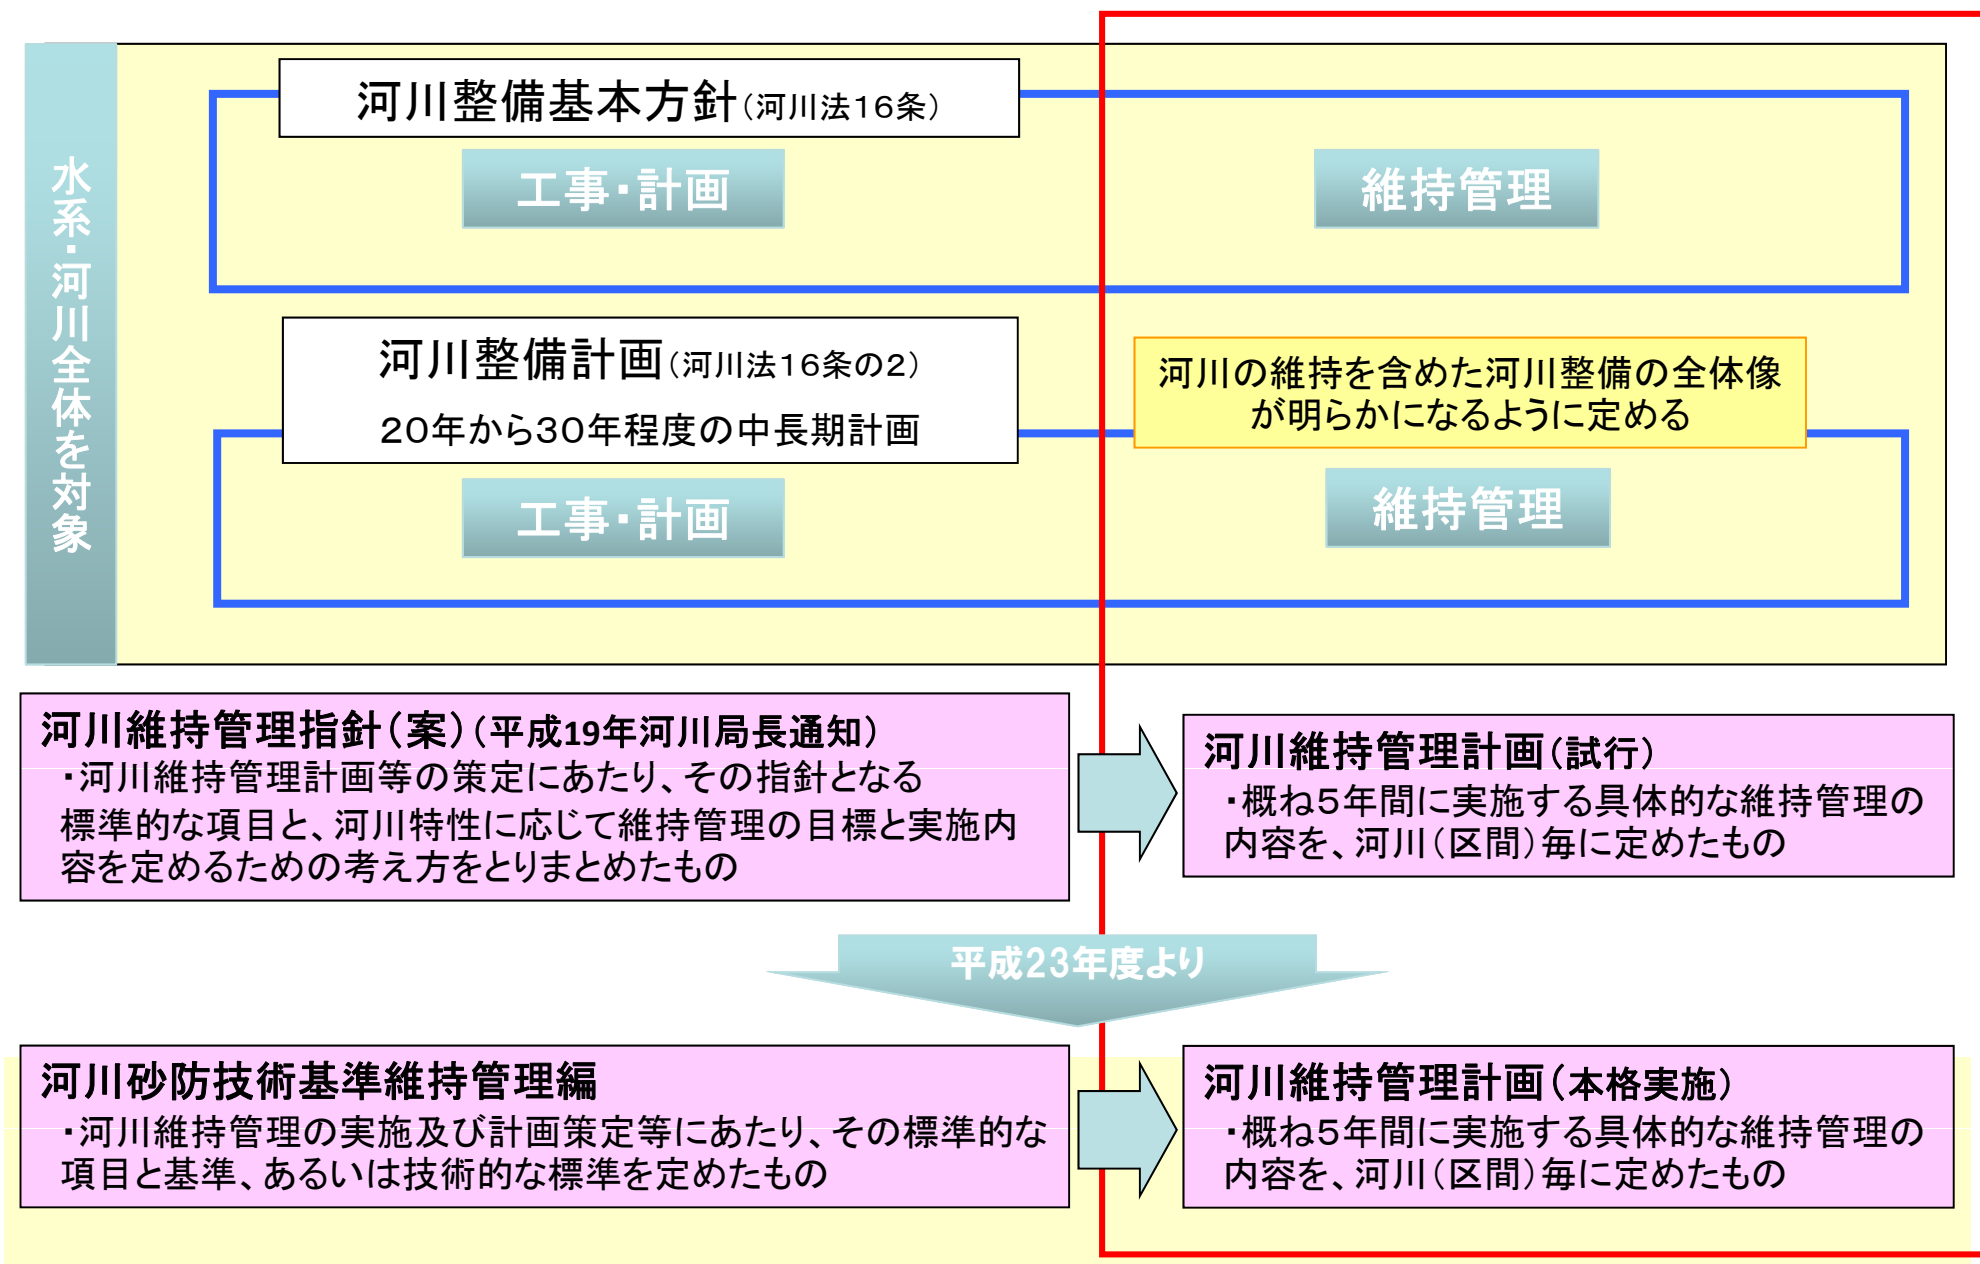 水系・河川全体を対象
河川整備基本方針（河川法１６条）
工事・計画
維持管理
河川整備計画（河川法１６条の２）
２０年から３０年程度の中長期計画
河川の維持を含めた河川整備の全体像
が明らかになるように定める
工事・計画
維持管理
河川維持管理指針（案）（平成19年河川局長通知）
・河川維持管理計画等の策定にあたり、その指針となる
標準的な項目と、河川特性に応じて維持管理の目標と実施内
容を定めるための考え方をとりまとめたもの
河川維持管理計画（試行）
・概ね５年間に実施する具体的な維持管理の
内容を、河川（区間）毎に定めたもの
平成23年度より
河川砂防技術基準維持管理編
・河川維持管理の実施及び計画策定等にあたり、その標準的な
項目と基準、あるいは技術的な標準を定めたもの
河川維持管理計画（本格実施）
・概ね５年間に実施する具体的な維持管理の
内容を、河川（区間）毎に定めたもの